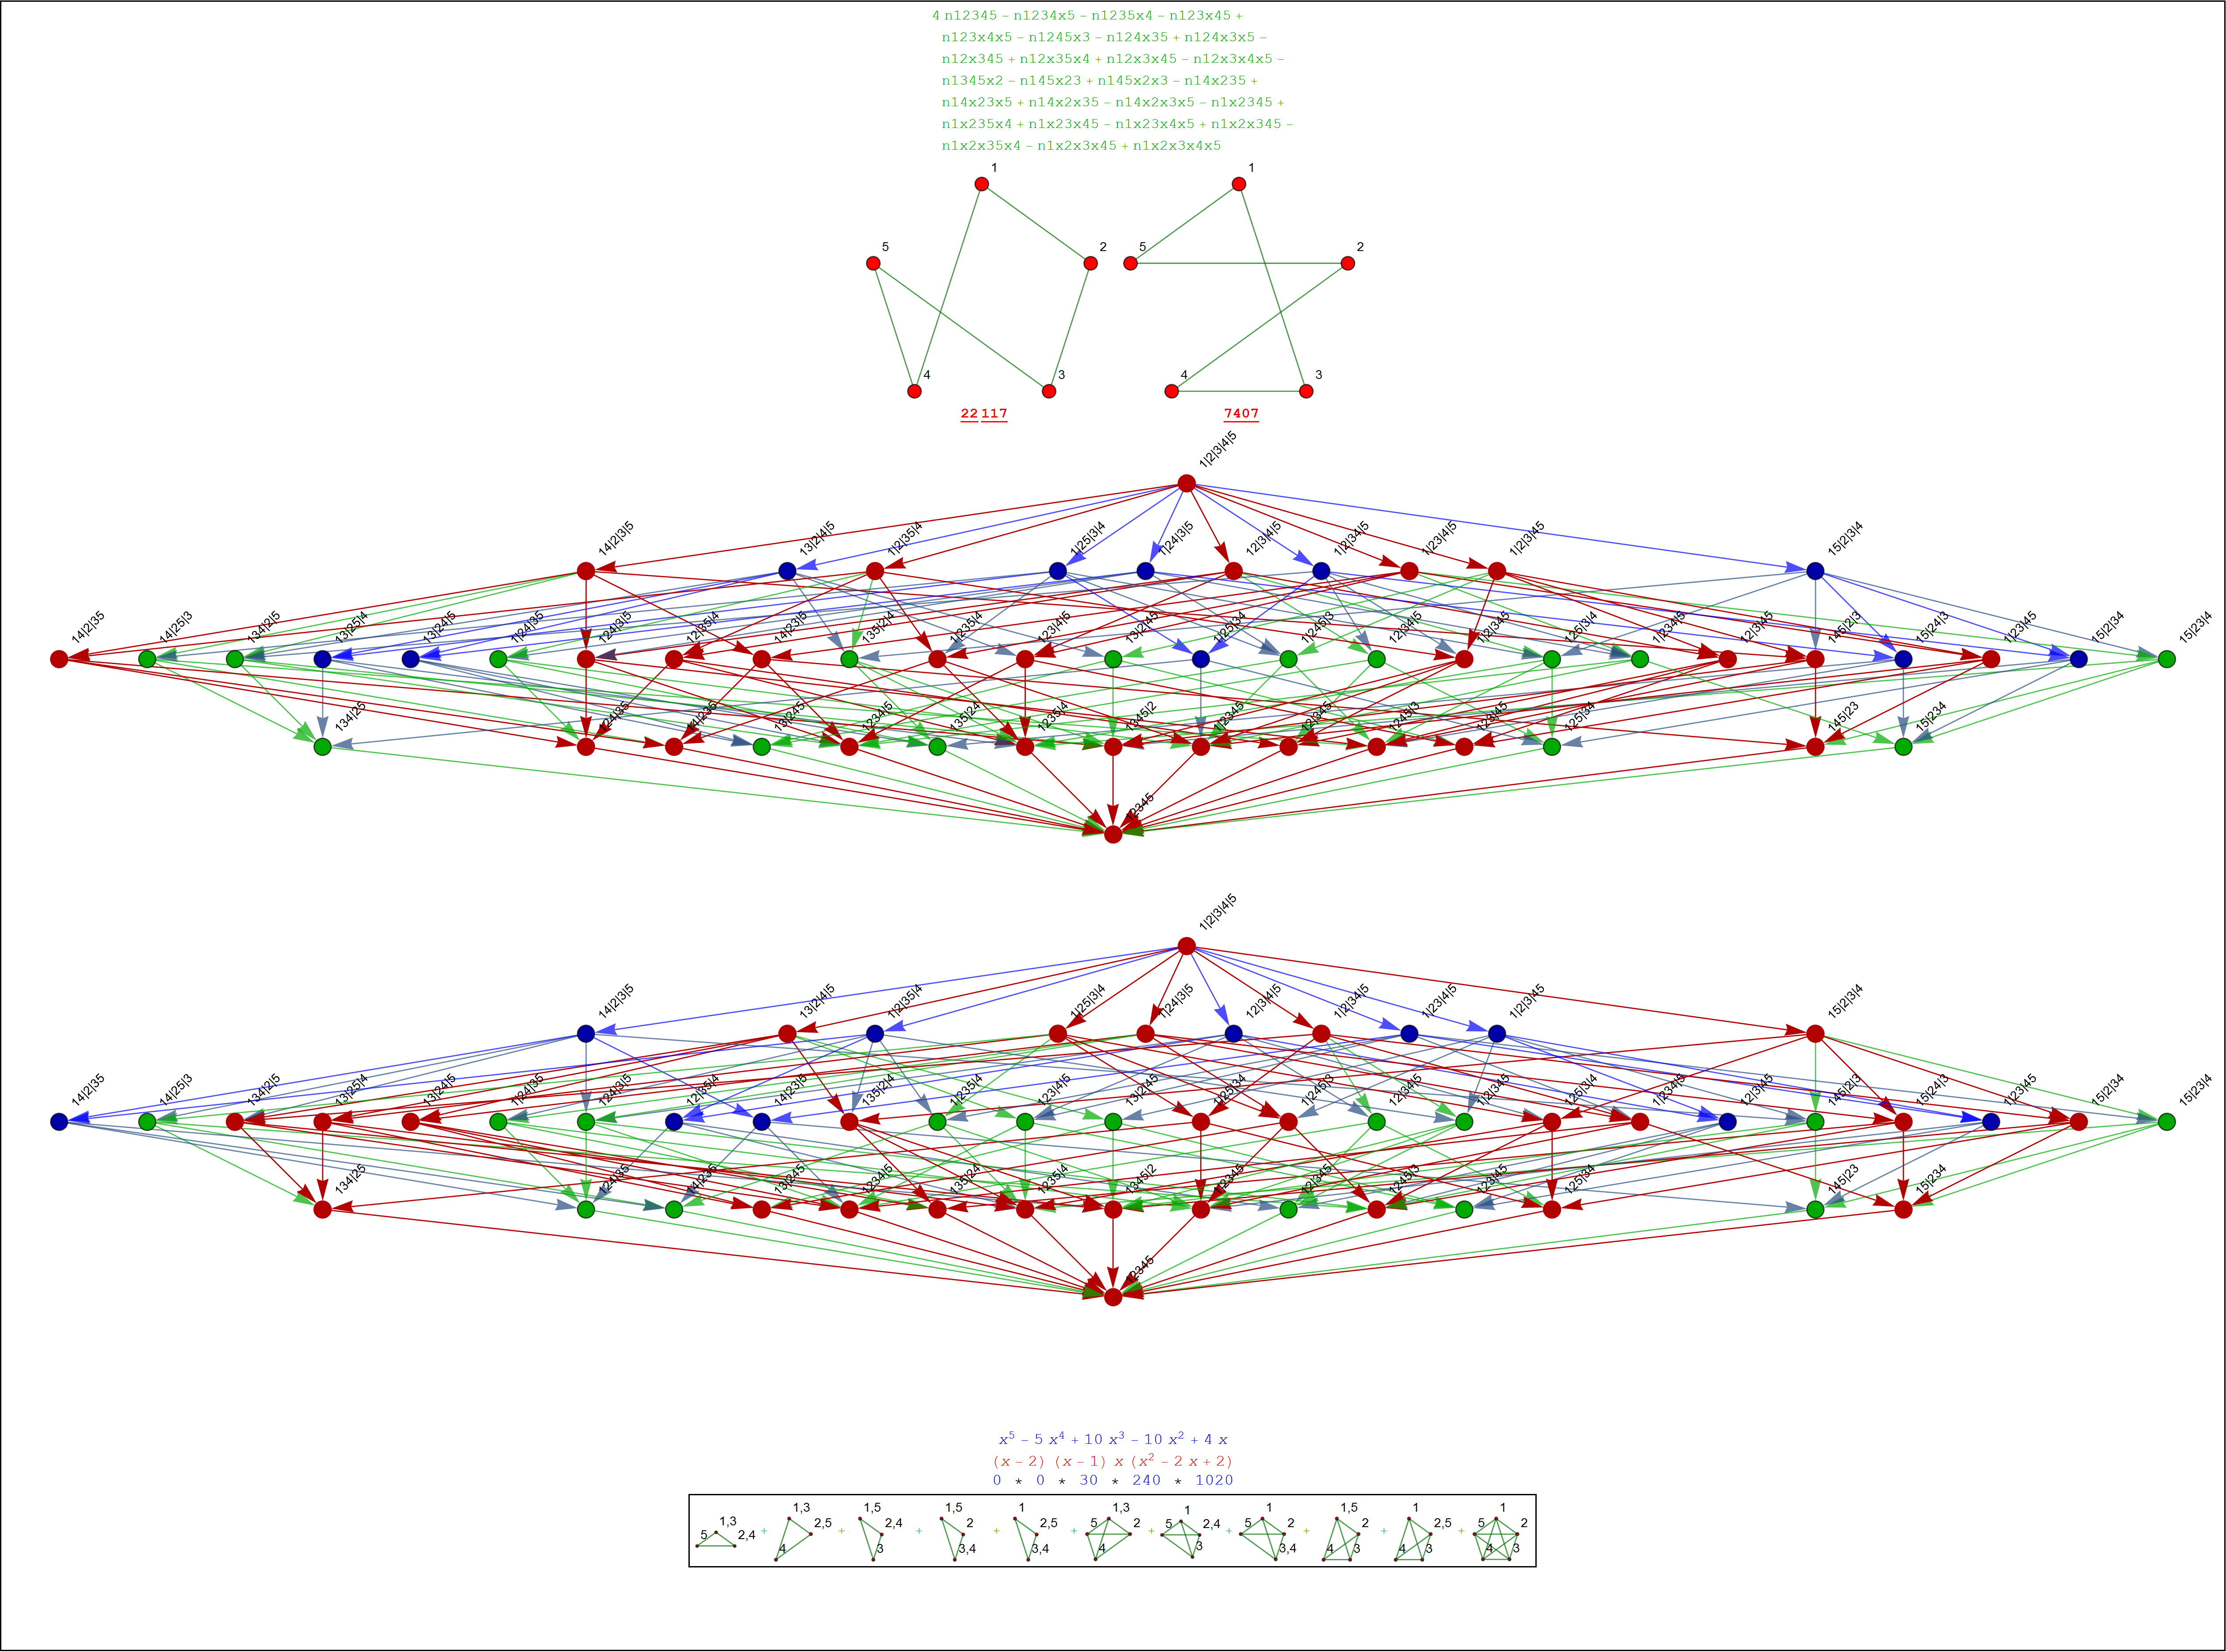 4 n12345 – n1234x5 – n1235x4 – n123x45 +
n123x4x5 – n1245x3 – n124x35 + n124x3x5 –
n12x345 + n12x35x4 + n12x3x45 – n12x3x4x5 –
n1345x2 – n145x23 + n145x2x3 – n14x235 +
n14x23x5 + n14x2x35 – n14x2x3x5 – n1x2345 +
n1x235x4 + n1x23x45 – n1x23x4x5 + n1x2x345 –
n1x2x35x4 – n1x2x3x45 + n1x2x3x4x5
1 1
5 2 5 2
4 3 4 3
22 117 7407
1|2|3|4|5
14|2|3|5 13|2|4|5 1|2|35|4 1|25|3|4 1|24|3|5 12|3|4|5 1|2|34|5 1|23|4|5 1|2|3|45 15|2|3|4
14|2|35 14|25|3 134|2|5 13|25|4 13|24|5 1|24|35 124|3|5 12|35|4 14|23|5 135|2|4 1|235|4 123|4|5 13|2|45 1|25|34 1|245|3 12|34|5 1|2|345 125|3|4 1|234|5 12|3|45 145|2|3 15|24|3 1|23|45 15|2|34 15|23|4
134|25 124|35 14|235 13|245 1234|5 135|24 1235|4 1345|2 1|2345 12|345 1245|3 123|45 125|34 145|23 15|234
12345
1|2|3|4|5
14|2|3|5 13|2|4|5 1|2|35|4 1|25|3|4 1|24|3|5 12|3|4|5 1|2|34|5 1|23|4|5 1|2|3|45 15|2|3|4
14|2|35 14|25|3 134|2|5 13|25|4 13|24|5 1|24|35 124|3|5 12|35|4 14|23|5 135|2|4 1|235|4 123|4|5 13|2|45 1|25|34 1|245|3 12|34|5 1|2|345 125|3|4 1|234|5 12|3|45 145|2|3 15|24|3 1|23|45 15|2|34 15|23|4
134|25 124|35 14|235 13|245 1234|5 135|24 1235|4 1345|2 1|2345 12|345 1245|3 123|45 125|34 145|23 15|234
12345
x⁵ – 5 x⁴ + 10 x³ – 10 x² + 4 x
(x – 2) (x – 1) x (x² – 2 x + 2)
0 * 0 * 30 * 240 * 1020
5 1,3 2,4 + 1,3 2,5 4 + 1,5 2,4 3 + 1,5 2 3,4 + 1 2,5 3,4 + 5 1,3 2 4 + 5 1 2,4 3 + 5 1 2 3,4 + 1,5 2 4 3 + 1 2,5 4 3 + 5 1 2 4 3